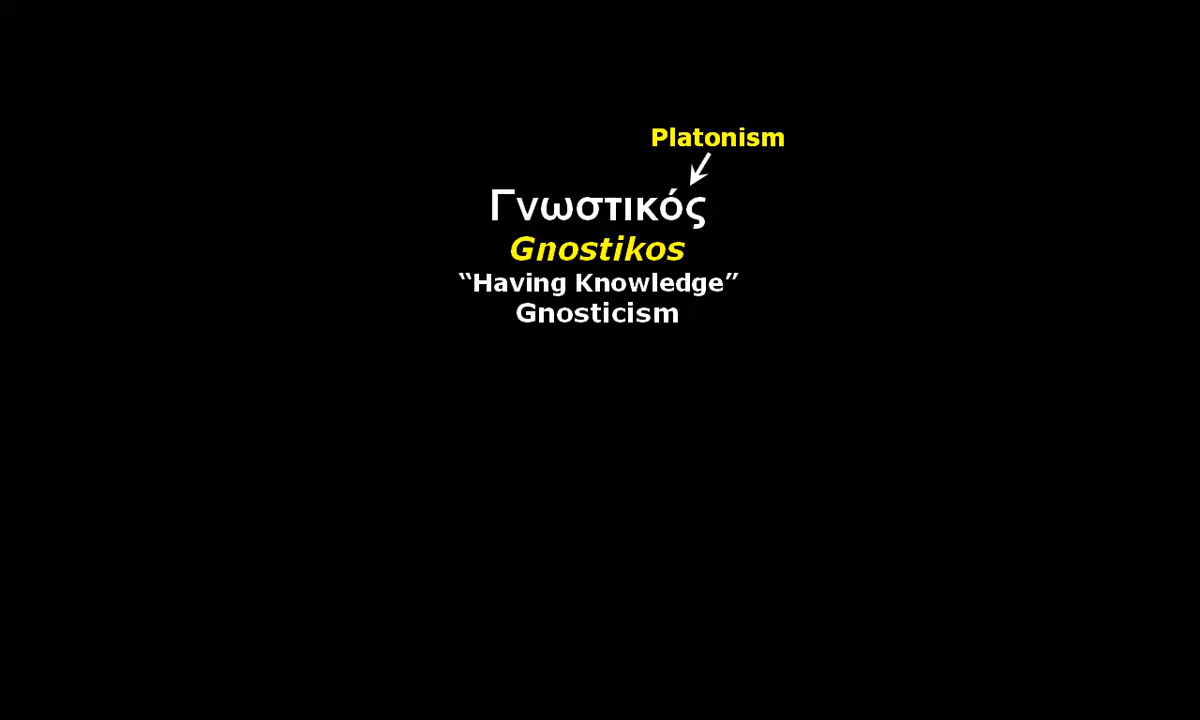 Platonism
Γνωστικός
Gnostikos
“Having Knowledge”
Gnosticism